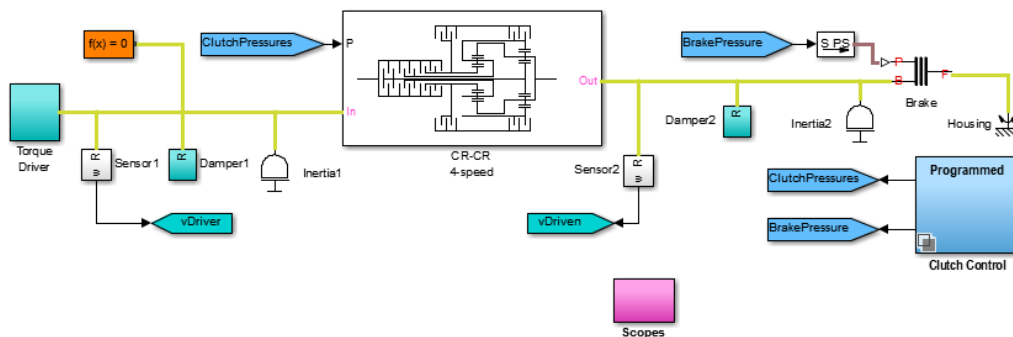 f(x) = 0
ClutchPressures
P
BrakePressure
S PS
P
In
Out
B
F
Brake
Torque
Driver
R
w
Sensor1
R
Damper1
Inertia1
CR-CR
4-speed
Sensor2
R
w
Damper2
R
Inertia2
Housing
vDriver
vDriven
ClutchPressures
BrakePressure
Programmed
Clutch Control
Scopes